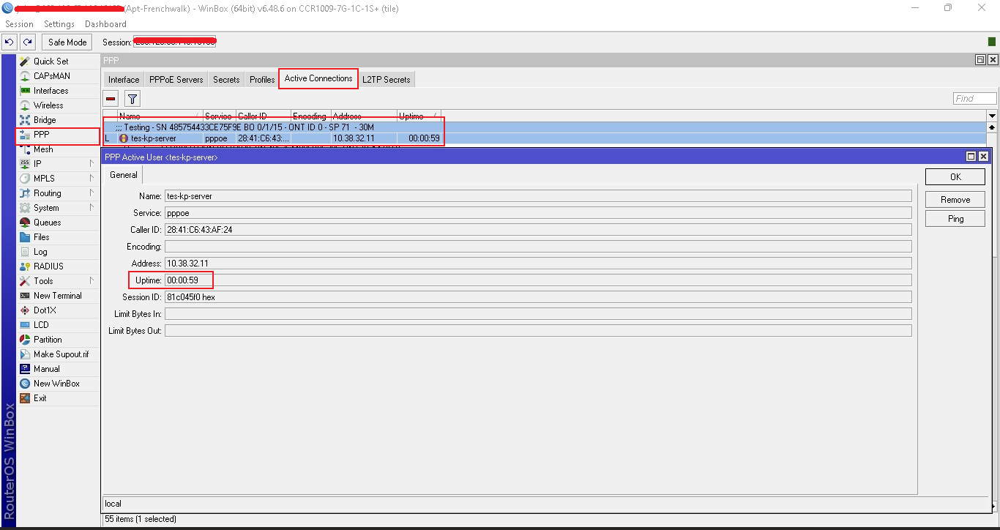 (Apt-Frenchwalk) - WinBox (64bit) v6.48.6 on CCR1009-7G-1C-1S+ (tile)
Session Settings Dashboard
Safe Mode Session:
Quick Set
CAPsMAN
Interfaces
Wireless
Bridge
PPP
Mesh
IP
MPLS
Routing
System
Queues
Files
Log
RADIUS
Tools
New Terminal
Dot1X
LCD
Partition
Make Supout.rif
Manual
New WinBox
Exit
RouterOS WinBox
PPP
Interface PPPoE Servers Secrets Profiles Active Connections L2TP Secrets
Find
Name Service Caller ID Encoding Address Uptime
;;; Testing - SN 485754433CE75F9E BO 0/1/15 - ONT ID 0 - SP 71 - 30M
L tes-kp-server pppoe 28:41:C6:43:... 10.38.32.11 00:00:59
PPP Active User <tes-kp-server>
General
Name: tes-kp-server
Service: pppoe
Caller ID: 28:41:C6:43:AF:24
Encoding:
Address: 10.38.32.11
Uptime: 00:00:59
Session ID: 81c045f0 hex
Limit Bytes In:
Limit Bytes Out:
OK
Remove
Ping
local
55 items (1 selected)